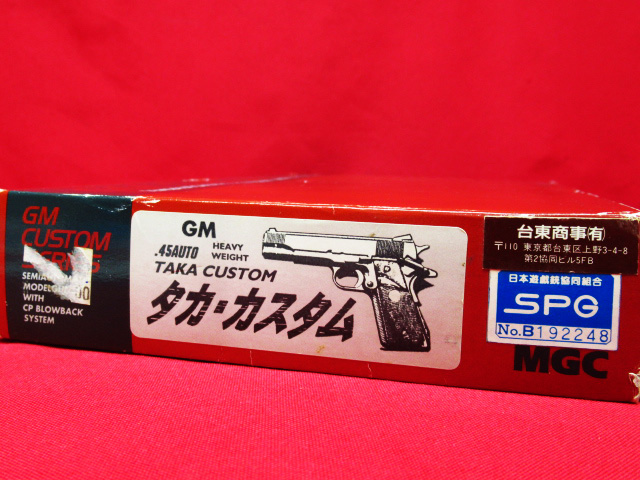 GM
CUSTOM
SEMIA
MODELGU
00
WITH
CP BLOWBACK
SYSTEM
GM
.45AUTO HEAVY WEIGHT
TAKA CUSTOM
タカ・カスタム
台東商事(有)
〒110 東京都台東区上野3-4-8
第2協同ビル5FB
日本遊戯銃協同組合
SPG
No.B192248
MGC